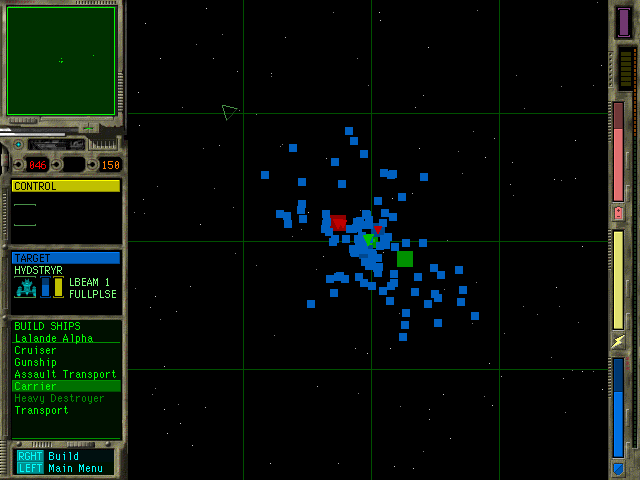 046 150
CONTROL
TARGET
HYDSTRYR
LBEAM 1
FULLPLSE
BUILD SHIPS
Lalande Alpha
Cruiser
Gunship
Assault Transport
Carrier
Heavy Destroyer
Transport
RGHT Build
LEFT Main Menu